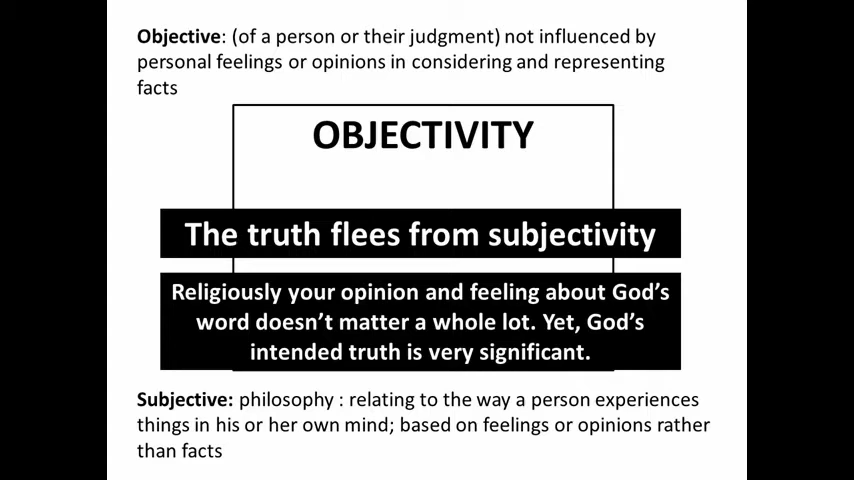 Objective: (of a person or their judgment) not influenced by
personal feelings or opinions in considering and representing
facts
OBJECTIVITY
The truth flees from subjectivity
Religiously your opinion and feeling about God's
word doesn't matter a whole lot. Yet, God's
intended truth is very significant.
Subjective: philosophy : relating to the way a person experiences
things in his or her own mind; based on feelings or opinions rather
than facts